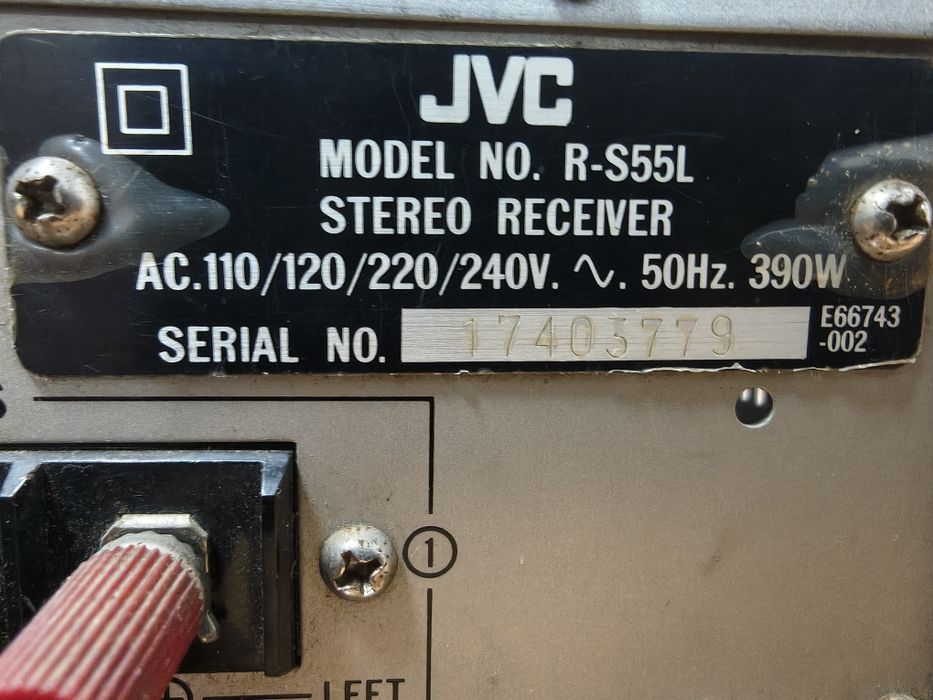 JVC
MODEL NO. R-S55L
STEREO RECEIVER
AC.110/120/220/240V. ∿. 50Hz. 390W
SERIAL NO. 17403779
E66743
-002
1
LEFT